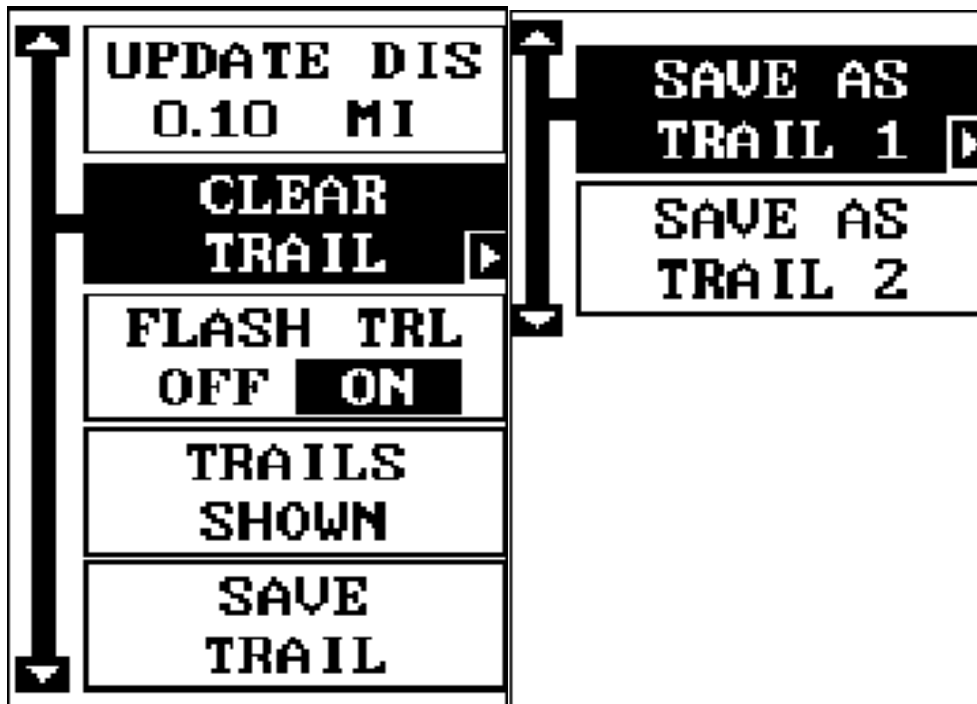 UPDATE DIS
0.10 MI
CLEAR
TRAIL
FLASH TRL
OFF ON
TRAILS
SHOWN
SAVE
TRAIL
SAVE AS
TRAIL 1
SAVE AS
TRAIL 2